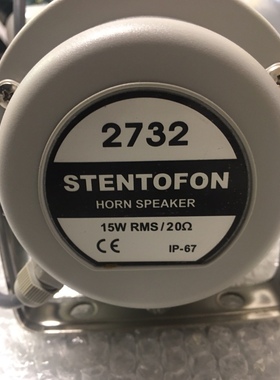 2732
STENTOFON
HORN SPEAKER
15W RMS / 20Ω
CE IP-67